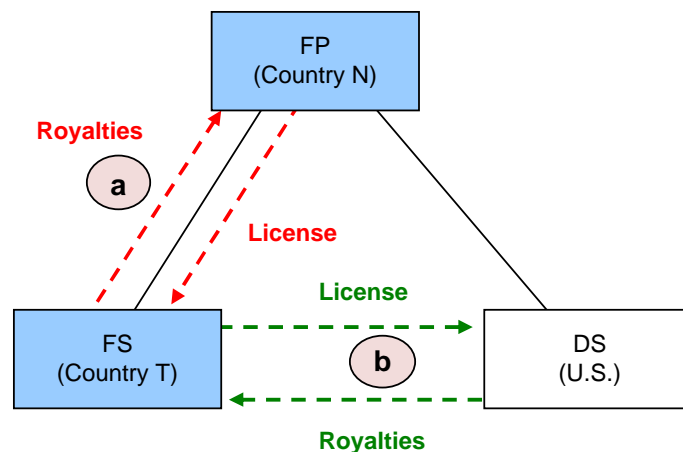 FP
(Country N)
Royalties
a
License
License
FS
(Country T)
b
DS
(U.S.)
Royalties